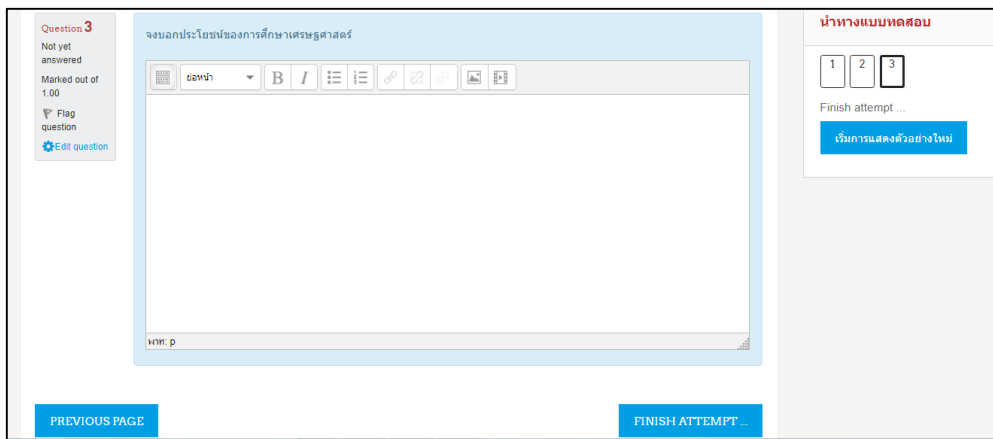 Question 3
Not yet
answered
Marked out of
1.00
Flag
question
Edit question
จงบอกประโยชน์ของการศึกษาเศรษฐศาสตร์
ย่อหน้า
B I
พาท: p
PREVIOUS PAGE
FINISH ATTEMPT ...
นำทางแบบทดสอบ
1 2 3
Finish attempt ...
เริ่มการแสดงตัวอย่างใหม่